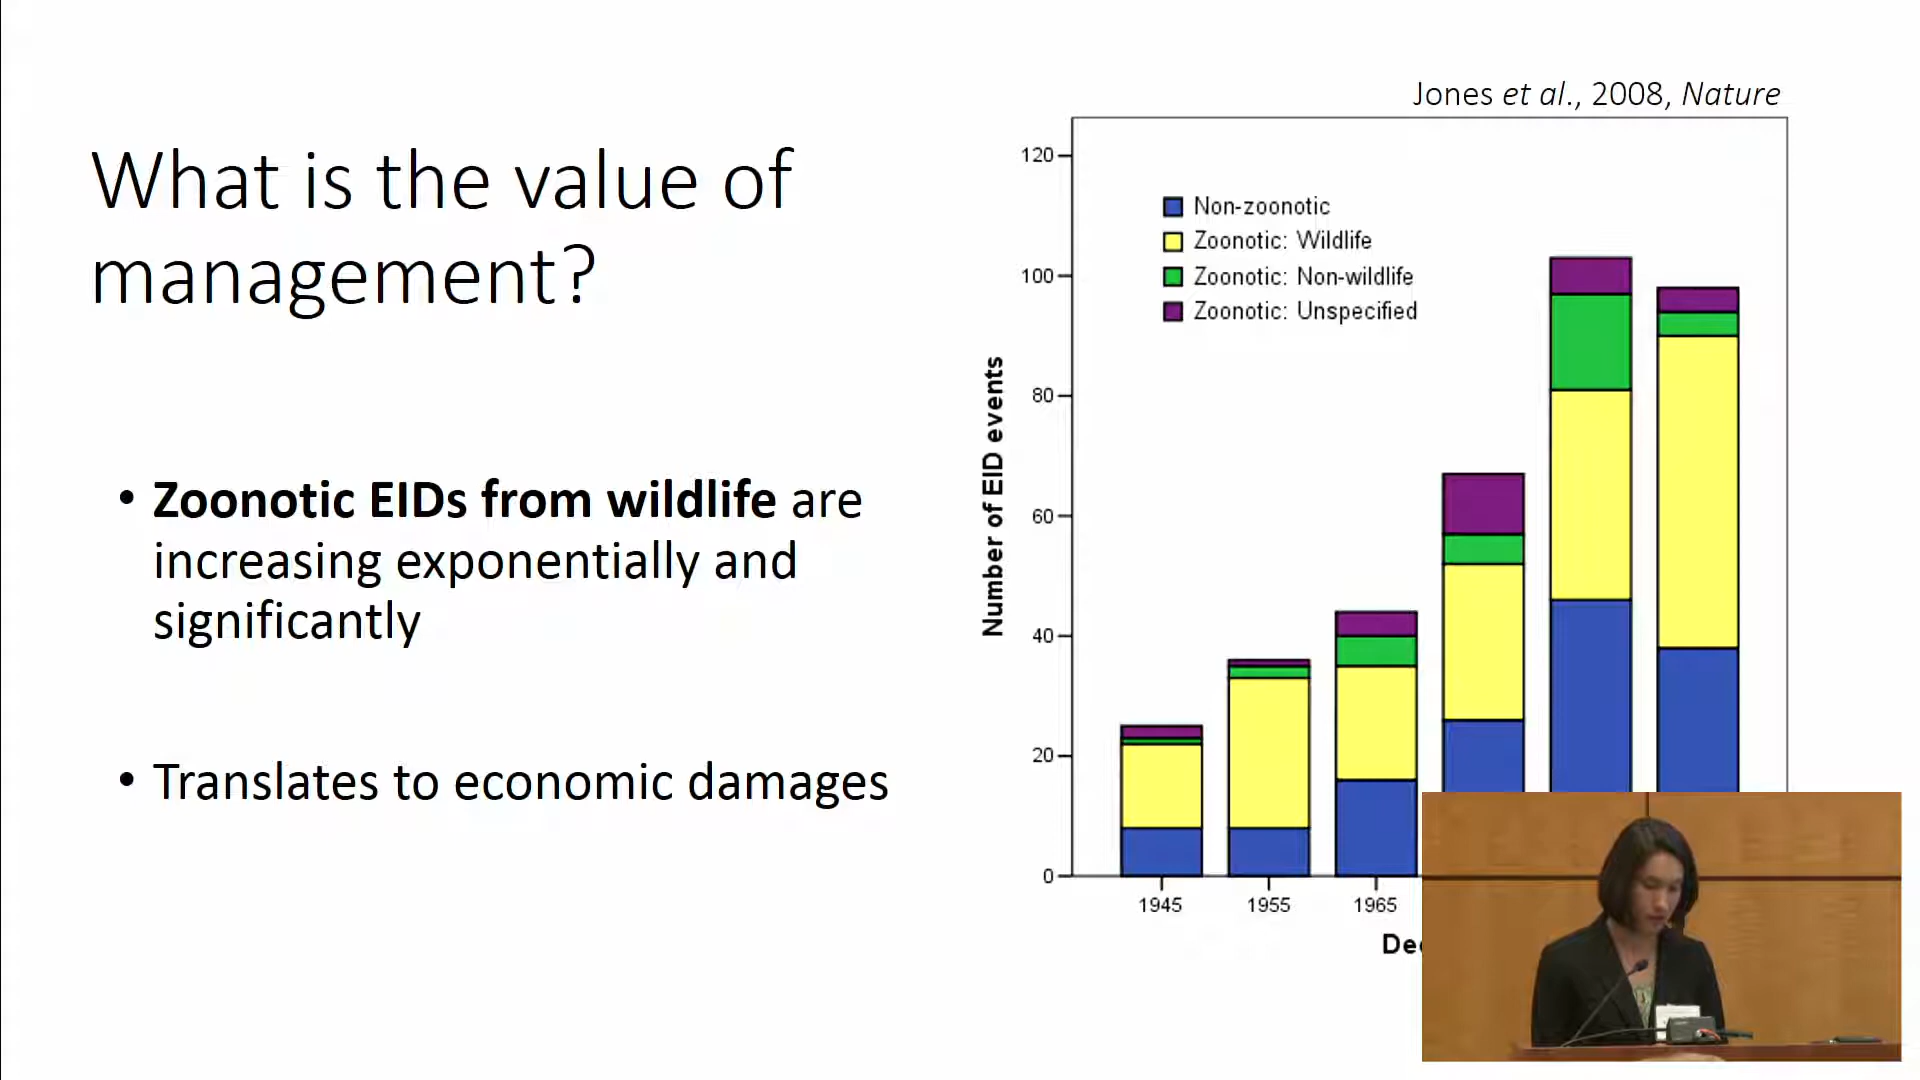 Jones et al., 2008, Nature
What is the value of
management?
• Zoonotic EIDs from wildlife are
increasing exponentially and
significantly
• Translates to economic damages
Non-zoonotic
Zoonotic: Wildlife
Zoonotic: Non-wildlife
Zoonotic: Unspecified
Number of EID events
120
100
80
60
40
20
0
1945 1955 1965